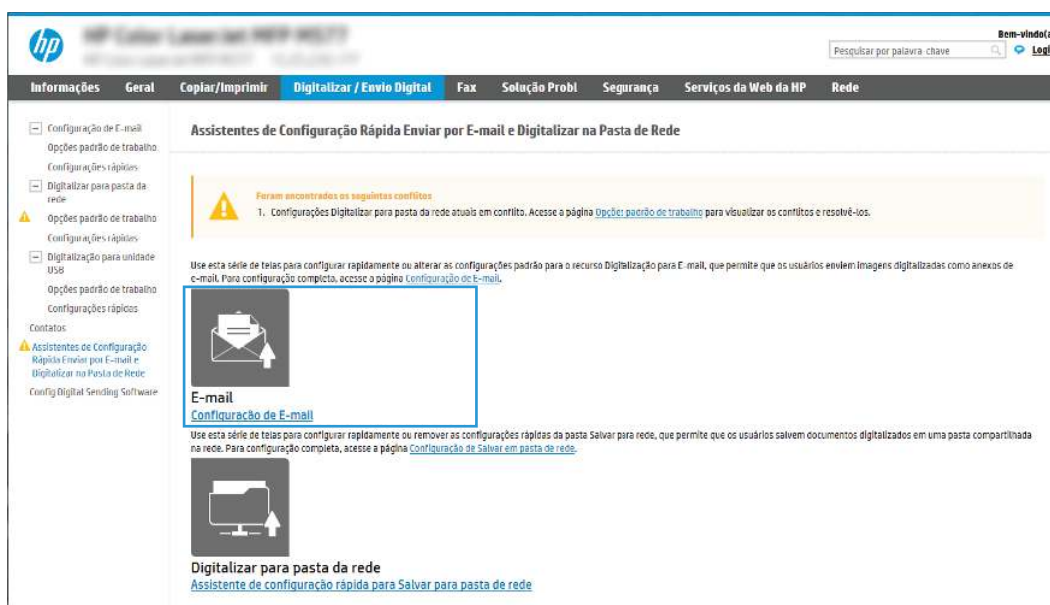 hp
Bem-vindo(a
Pesquisar por palavra-chave
Logi
Informações Geral Copiar/Imprimir Digitalizar / Envio Digital Fax Solução Probl Segurança Serviços da Web da HP Rede
Configuração de E-mail
Opções padrão de trabalho
Configurações rápidas
Digitalizar para pasta da
rede
Opções padrão de trabalho
Configurações rápidas
Digitalização para unidade
USB
Opções padrão de trabalho
Configurações rápidas
Contatos
Assistentes de Configuração
Rápida Enviar por E-mail e
Digitalizar na Pasta de Rede
Config Digital Sending Software
Assistentes de Configuração Rápida Enviar por E-mail e Digitalizar na Pasta de Rede
Foram encontrados os seguintes conflitos
1. Configurações Digitalizar para pasta da rede atuais em conflito. Acesse a página Opções padrão de trabalho para visualizar os conflitos e resolvê-los.
Use esta série de telas para configurar rapidamente ou alterar as configurações padrão para o recurso Digitalização para E-mail, que permite que os usuários enviem imagens digitalizadas como anexos de
e-mail. Para configuração completa, acesse a página Configuração de E-mail.
E-mail
Configuração de E-mail
Use esta série de telas para configurar rapidamente ou remover as configurações rápidas da pasta Salvar para rede, que permite que os usuários salvem documentos digitalizados em uma pasta compartilhada
na rede. Para configuração completa, acesse a página Configuração de Salvar em pasta de rede.
Digitalizar para pasta da rede
Assistente de configuração rápida para Salvar para pasta de rede